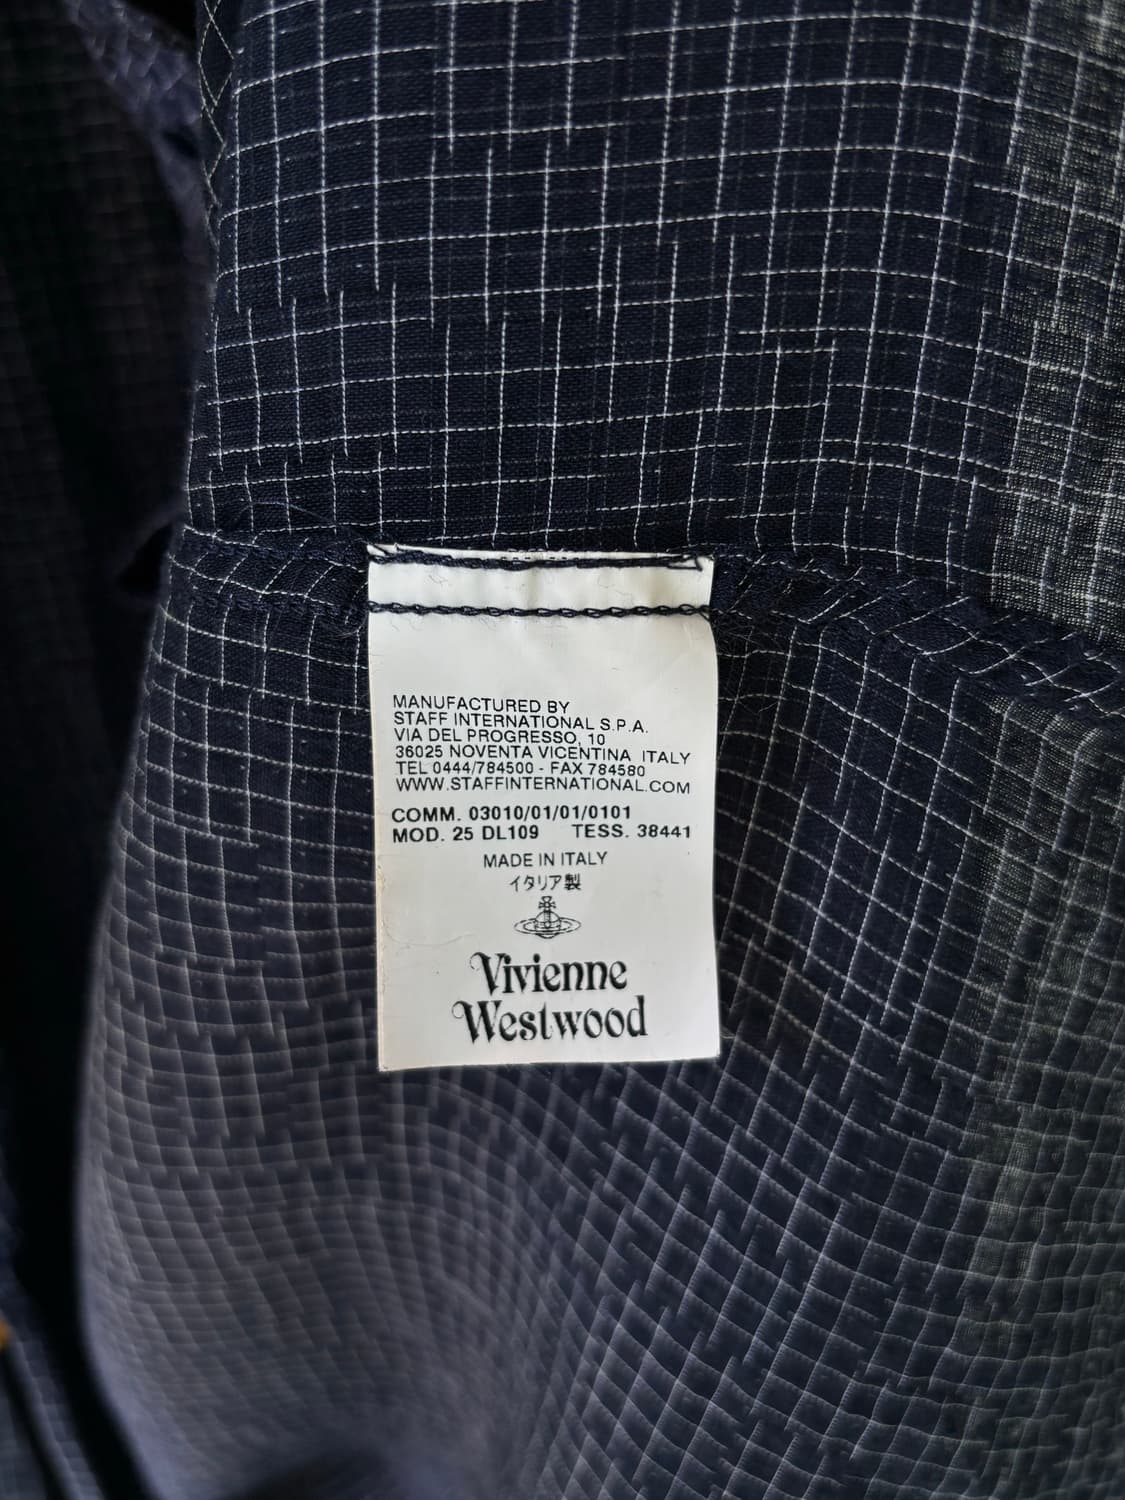 MANUFACTURED BY
STAFF INTERNATIONAL S.P.A.
VIA DEL PROGRESSO, 10
36025 NOVENTA VICENTINA ITALY
TEL 0444/784500 - FAX 784580
WWW.STAFFINTERNATIONAL.COM
COMM. 03010/01/01/0101
MOD. 25 DL109 TESS. 38441
MADE IN ITALY
イタリア製
Vivienne
Westwood